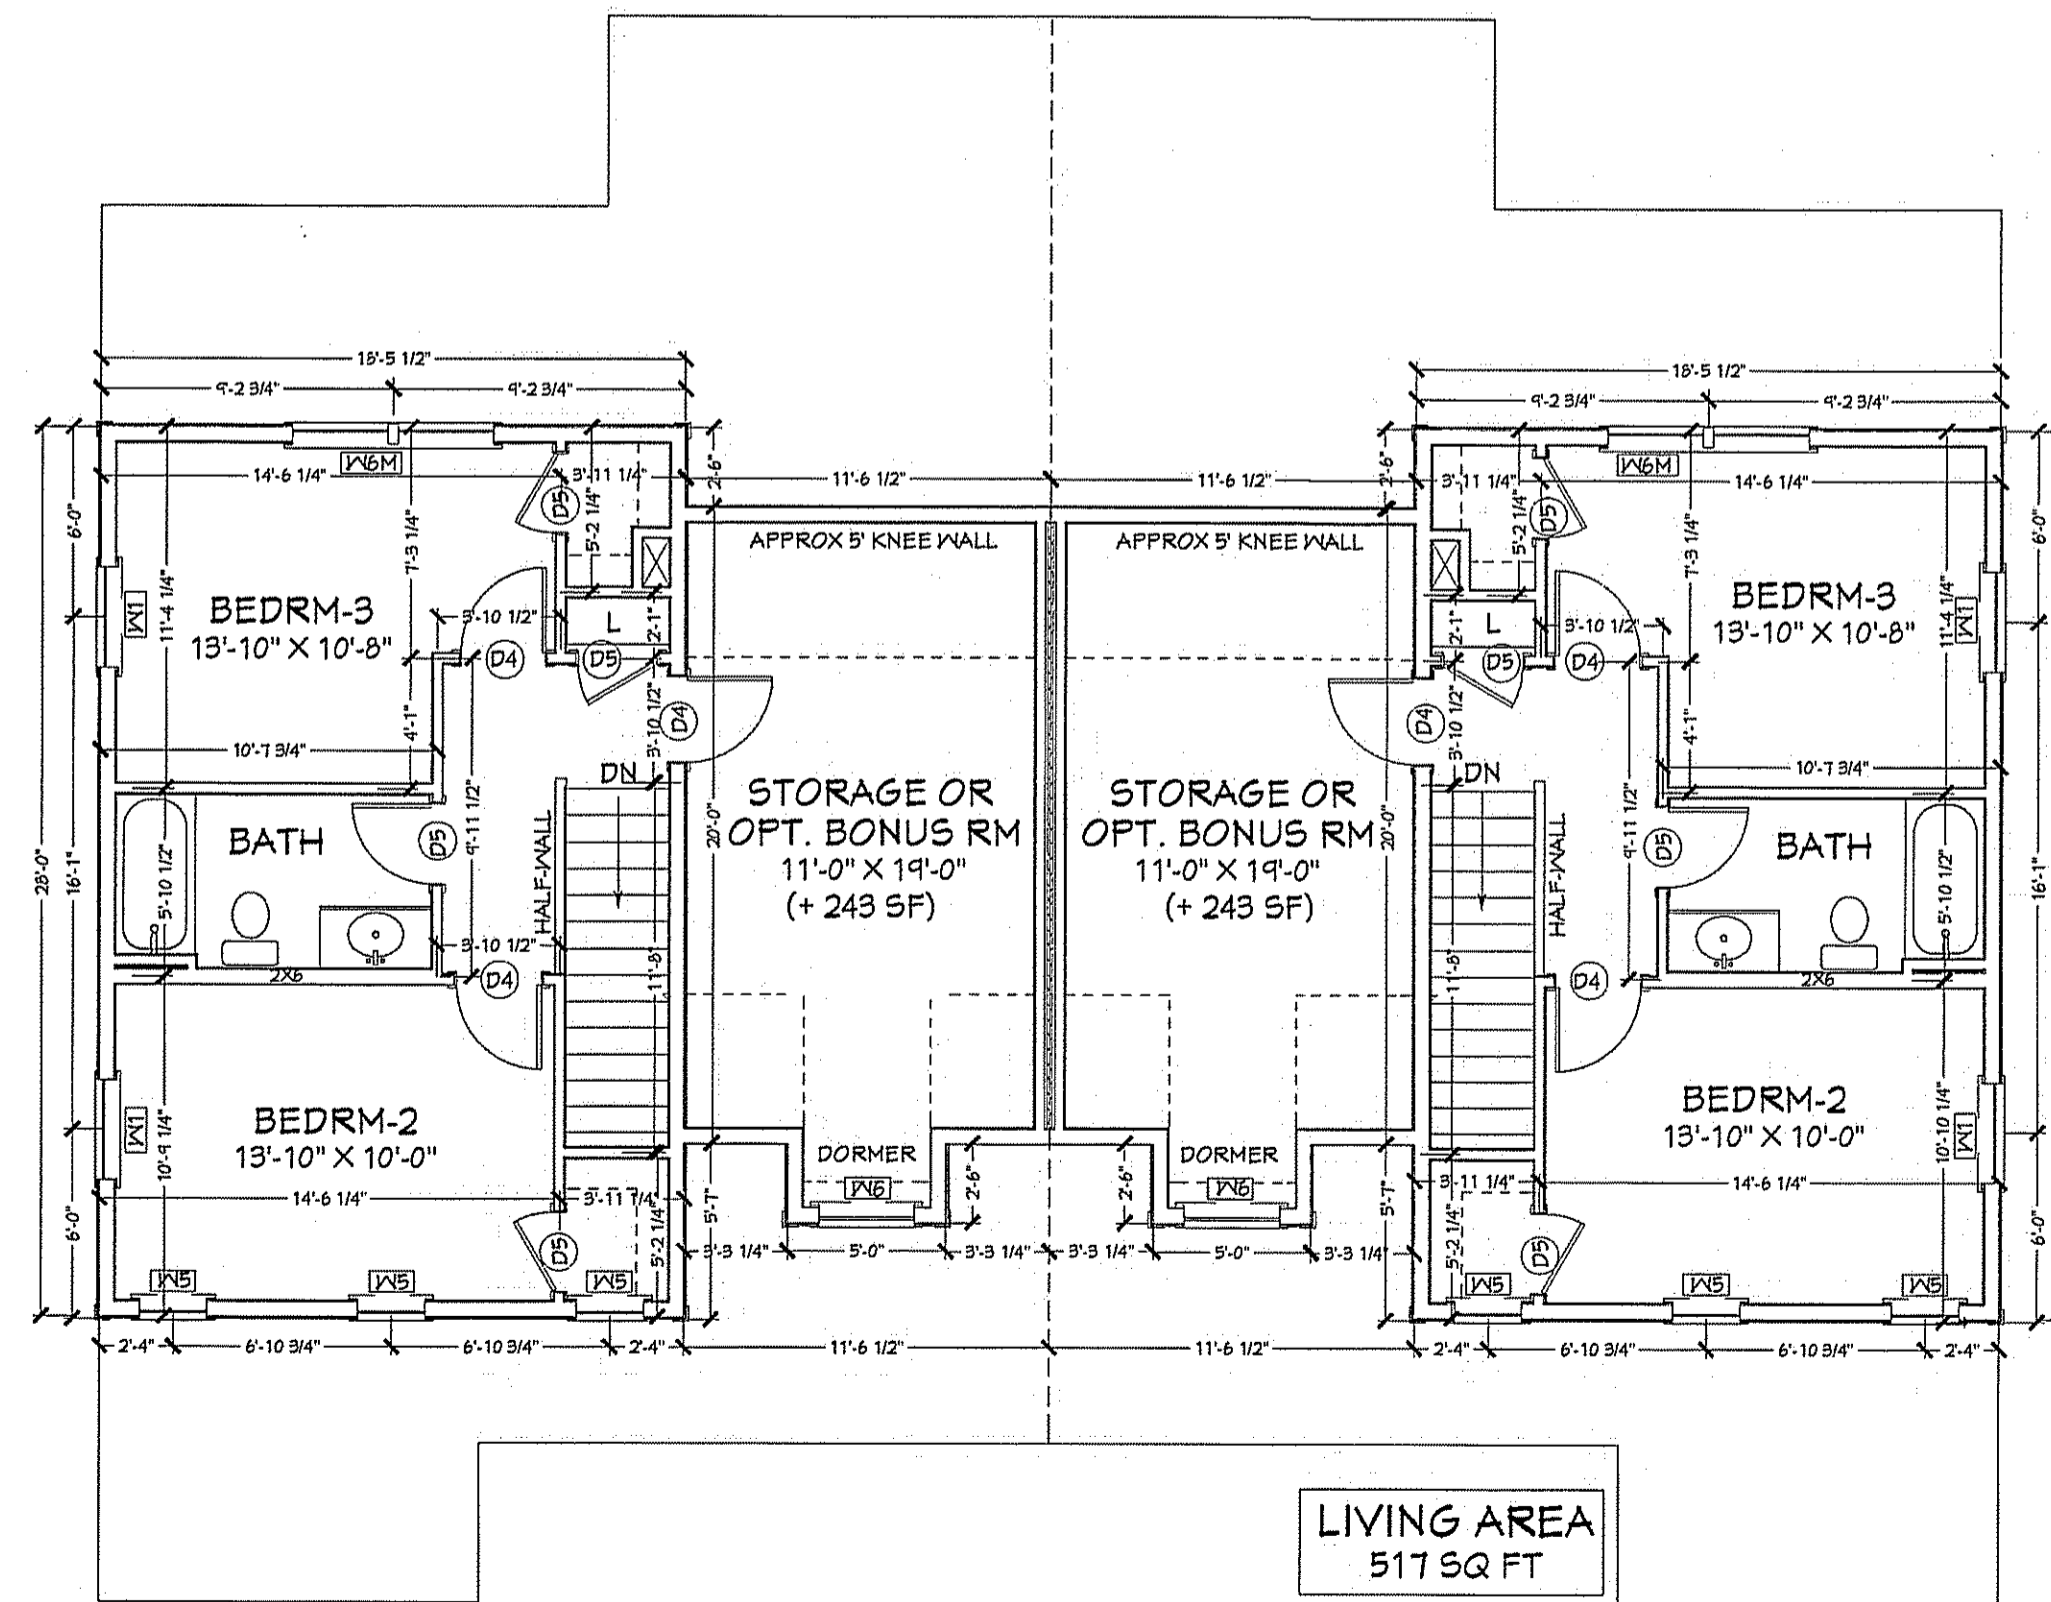 18'-5 1/2"
18'-5 1/2"
9'-2 3/4"
9'-2 3/4"
9'-2 3/4"
9'-2 3/4"
W6M
W6M
14'-6 1/4"
3'-11 1/4"
2'-6"
11'-6 1/2"
11'-6 1/2"
2'-6"
3'-11 1/4"
14'-6 1/4"
6'-0"
7'-3 1/4"
D5
5'-2 1/4"
APPROX 5' KNEE WALL
APPROX 5' KNEE WALL
5'-2 1/4"
D5
7'-3 1/4"
6'-0"
W1
11'-4 1/4"
BEDRM-3
13'-10" X 10'-8"
3'-10 1/2"
L
2'-1"
2'-1"
L
3'-10 1/2"
BEDRM-3
13'-10" X 10'-8"
11'-4 1/4"
W1
D4
D5
D5
D4
4'-1"
3'-10 1/2"
D4
D4
3'-10 1/2"
4'-1"
10'-7 3/4"
10'-7 3/4"
DN
DN
28'-0"
16'-1"
BATH
D5
9'-11 1/2"
HALF-WALL
20'-0"
STORAGE OR
OPT. BONUS RM
11'-0" X 19'-0"
(+ 243 SF)
STORAGE OR
OPT. BONUS RM
11'-0" X 19'-0"
(+ 243 SF)
20'-0"
HALF-WALL
9'-11 1/2"
D5
BATH
16'-1"
5'-10 1/2"
5'-10 1/2"
3'-10 1/2"
2X6
D4
11'-8"
11'-8"
D4
2X6
W1
10'-9 1/4"
BEDRM-2
13'-10" X 10'-0"
BEDRM-2
13'-10" X 10'-0"
10'-10 1/4"
W1
DORMER
DORMER
14'-6 1/4"
3'-11 1/4"
W6
2'-6"
2'-6"
W6
3'-11 1/4"
14'-6 1/4"
6'-0"
D5
5'-2 1/4"
5'-7"
3'-3 1/4"
5'-0"
3'-3 1/4"
3'-3 1/4"
5'-0"
3'-3 1/4"
5'-7"
5'-2 1/4"
D5
6'-0"
W5
W5
W5
W5
W5
W5
2'-4"
6'-10 3/4"
6'-10 3/4"
2'-4"
11'-6 1/2"
11'-6 1/2"
2'-4"
6'-10 3/4"
6'-10 3/4"
2'-4"
LIVING AREA
517 SQ FT